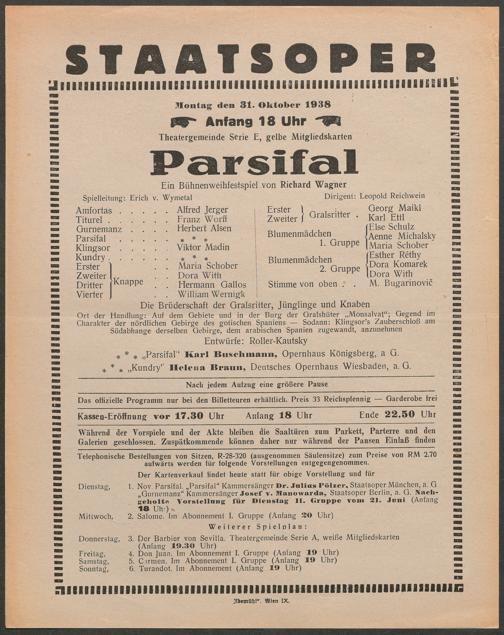 STAATSOPER
Montag den 31. Oktober 1938
Anfang 18 Uhr
Theatergemeinde Serie E, gelbe Mitgliedskarten
Parsifal
Ein Bühnenweihfestspiel von Richard Wagner
Spielleitung: Erich v. Wymetal
Dirigent: Leopold Reichwein
Amfortas . . . . . Alfred Jerger
Titurel . . . . . Franz Worff
Gurnemanz . . . . Herbert Alsen
Parsifal . . . . . * * *
Klingsor . . . . . Viktor Madin
Kundry . . . . . * * *
Erster } Knappe . . . Maria Schober
Zweiter } Knappe . . . Dora With
Dritter } Knappe . . . Hermann Gallos
Vierter } Knappe . . . William Wernigk
Erster } Gralsritter . Georg Maikl
Zweiter } Gralsritter . Karl Ettl
Blumenmädchen 1. Gruppe { Else Schulz
Aenne Michalsky
Maria Schober
Blumenmädchen 2. Gruppe { Esther Réthy
Dora Komarek
Dora With
Stimme von oben . . M. Bugarinovič
Die Brüderschaft der Gralsritter, Jünglinge und Knaben
Ort der Handlung: Auf dem Gebiete und in der Burg der Gralshüter „Monsalvat“; Gegend im
Charakter der nördlichen Gebirge des gotischen Spaniens — Sodann: Klingsor's Zauberschloß am
Südabhange derselben Gebirge, dem arabischen Spanien zugewandt, anzunehmen
Entwürfe: Roller-Kautsky
* * * „Parsifal“ Karl Buschmann, Opernhaus Königsberg, a. G.
* * * „Kundry“ Helena Braun, Deutsches Opernhaus Wiesbaden, a. G.
Nach jedem Aufzug eine größere Pause
Das offizielle Programm nur bei den Billetteuren erhältlich. Preis 33 Reichspfennig — Garderobe frei
Kassen-Eröffnung vor 17.30 Uhr Anfang 18 Uhr Ende 22.50 Uhr
Während der Vorspiele und der Akte bleiben die Saaltüren zum Parkett, Parterre und den
Galerien geschlossen. Zuspätkommende können daher nur während der Pausen Einlaß finden
Telephonische Bestellungen von Sitzen, R-28-320 (ausgenommen Säulensitze) zum Preise von RM 2.70
aufwärts werden für folgende Vorstellungen entgegengenommen.
Der Kartenverkauf findet heute statt für obige Vorstellung und für
Dienstag, 1. Nov Parsifal. „Parsifal“ Kammersänger Dr. Julius Pölzer, Staatsoper München, a. G
„Gurnemanz“ Kammersänger Josef v. Manowarda, Staatsoper Berlin, a. G. Nach-
geholte Vorstellung für Dienstag II. Gruppe vom 21. Juni (Anfang
18 Uhr)
Mittwoch, 2. Salome. Im Abonnement I. Gruppe (Anfang 20 Uhr)
Weiterer Spielplan:
Donnerstag, 3. Der Barbier von Sevilla. Theatergemeinde Serie A, weiße Mitgliedskarten
(Anfang 19.30 Uhr)
Freitag, 4. Don Juan. Im Abonnement I. Gruppe (Anfang 19 Uhr)
Samstag, 5. Carmen. Im Abonnement I. Gruppe (Anfang 19 Uhr)
Sonntag, 6. Turandot. Im Abonnement (Anfang 19 Uhr)
Wien IX.